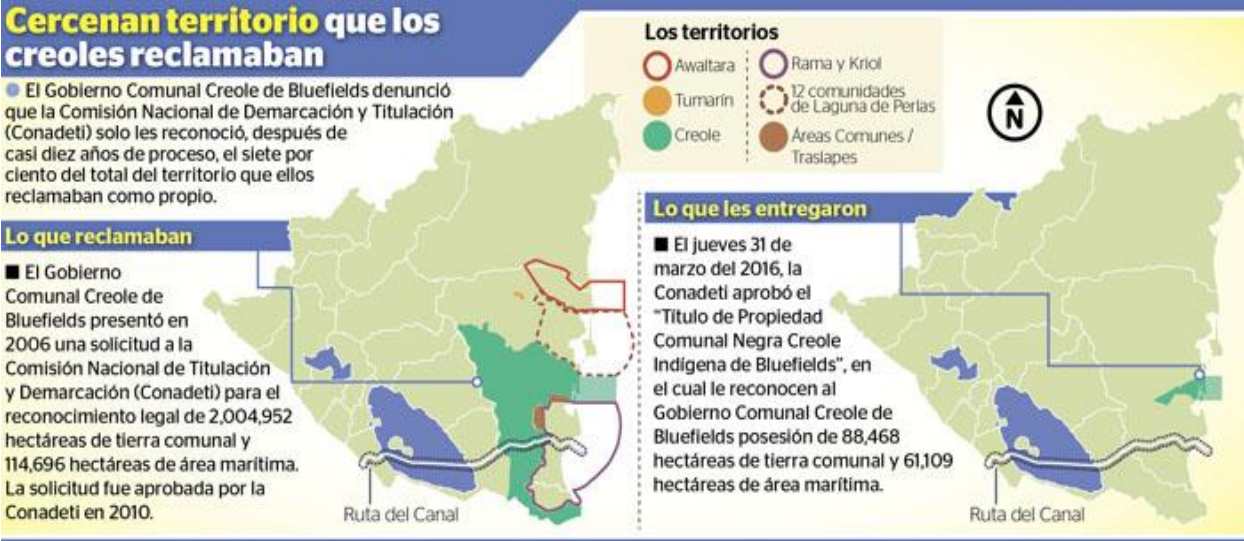 Cercenan territorio que los
creoles reclamaban
El Gobierno Comunal Creole de Bluefields denunció
que la Comisión Nacional de Demarcación y Titulación
(Conadeti) solo les reconoció, después de
casi diez años de proceso, el siete por
ciento del total del territorio que ellos
reclamaban como propio.
Los territorios
Awaltara
Tumarín
Creole
Rama y Kriol
12 comunidades
de Laguna de Perlas
Áreas Comunes /
Traslapes
N
Lo que reclamaban
■ El Gobierno
Comunal Creole de
Bluefields presentó en
2006 una solicitud a la
Comisión Nacional de Titulación
y Demarcación (Conadeti) para el
reconocimiento legal de 2,004,952
hectáreas de tierra comunal y
114,696 hectáreas de área marítima.
La solicitud fue aprobada por la
Conadeti en 2010.
Ruta del Canal
Lo que les entregaron
■ El jueves 31 de
marzo del 2016, la
Conadeti aprobó el
“Título de Propiedad
Comunal Negra Creole
Indígena de Bluefields”, en
el cual le reconocen al
Gobierno Comunal Creole de
Bluefields posesión de 88,468
hectáreas de tierra comunal y 61,109
hectáreas de área marítima.
Ruta del Canal